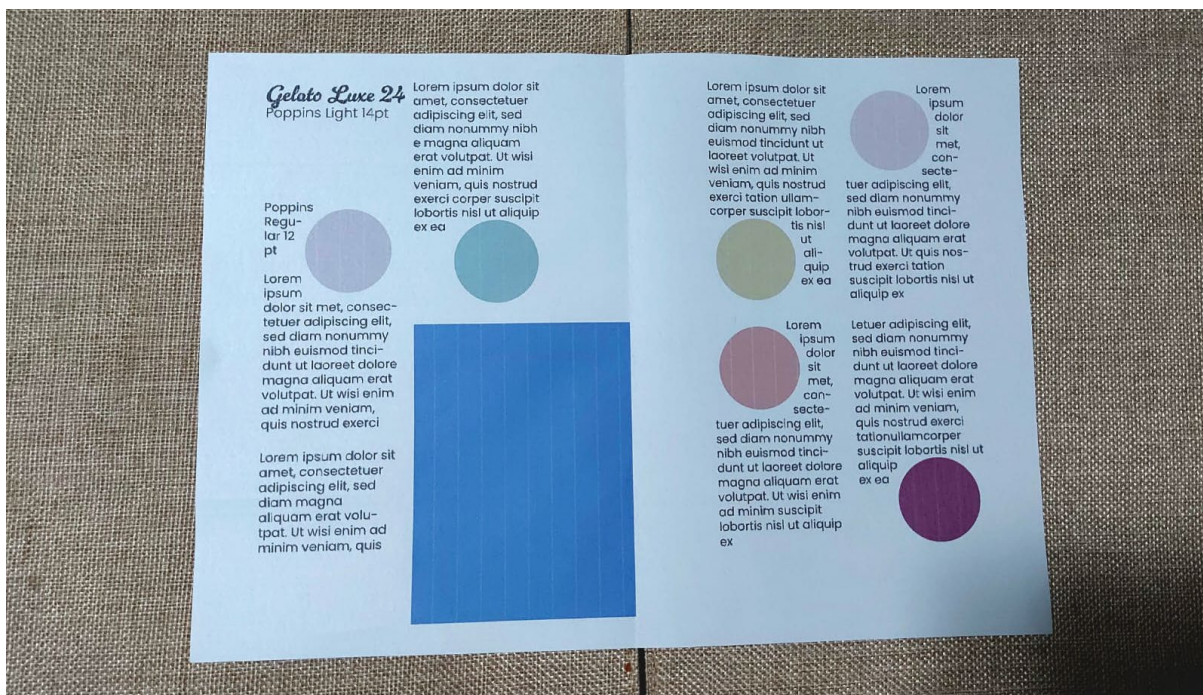 Gelato Luxe 24
Poppins Light 14pt
Poppins
Regu-
lar 12
pt
Lorem
ipsum
dolor sit met, consec-
tetuer adipiscing elit,
sed diam nonummy
nibh euismod tinci-
dunt ut laoreet dolore
magna aliquam erat
volutpat. Ut wisi enim
ad minim veniam,
quis nostrud exerci
Lorem ipsum dolor sit
amet, consectetuer
adipiscing elit, sed
diam magna
aliquam erat volu-
tpat. Ut wisi enim ad
minim veniam, quis
Lorem ipsum dolor sit
amet, consectetuer
adipiscing elit, sed
diam nonummy nibh
e magna aliquam
erat volutpat. Ut wisi
enim ad minim
veniam, quis nostrud
exerci corper suscipit
lobortis nisl ut aliquip
ex ea
Lorem ipsum dolor sit
amet, consectetuer
adipiscing elit, sed
diam nonummy nibh
euismod tincidunt ut
laoreet volutpat. Ut
wisi enim ad minim
veniam, quis nostrud
exerci tation ullam-
corper suscipit lobor-
tis nisl
ut
ali-
quip
ex ea
Lorem
ipsum
dolor
sit
met,
con-
secte-
tuer adipiscing elit,
sed diam nonummy
nibh euismod tinci-
dunt ut laoreet dolore
magna aliquam erat
volutpat. Ut wisi enim
ad minim suscipit
lobortis nisl ut aliquip
ex
Lorem
ipsum
dolor
sit
met,
con-
secte-
tuer adipiscing elit,
sed diam nonummy
nibh euismod tinci-
dunt ut laoreet dolore
magna aliquam erat
volutpat. Ut quis nos-
trud exerci tation
suscipit lobortis nisl ut
aliquip ex
Letuer adipiscing elit,
sed diam nonummy
nibh euismod tinci-
dunt ut laoreet dolore
magna aliquam erat
volutpat. Ut wisi enim
ad minim veniam,
quis nostrud exerci
tationullamcorper
suscipit lobortis nisl ut
aliquip
ex ea